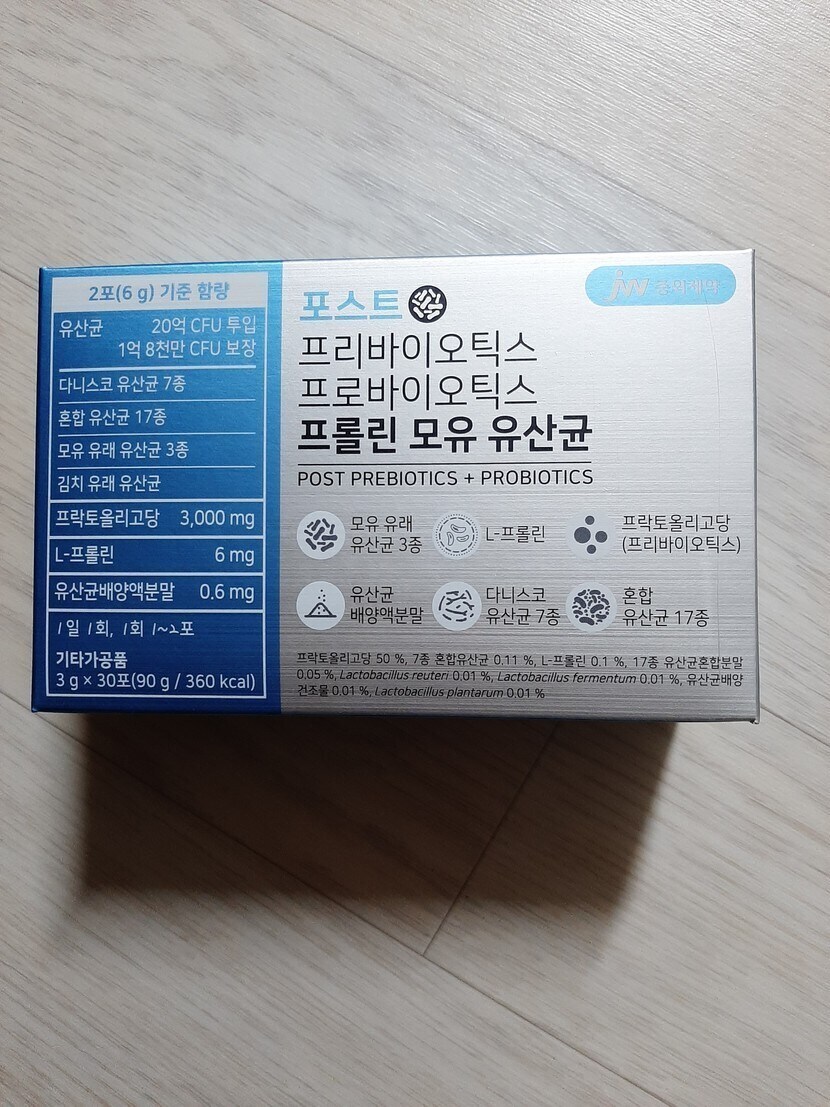 2포(6 g) 기준 함량
유산균 20억 CFU 투입
1억 8천만 CFU 보장
다니스코 유산균 7종
혼합 유산균 17종
모유 유래 유산균 3종
김치 유래 유산균
프락토올리고당 3,000 mg
L-프롤린 6 mg
유산균배양액분말 0.6 mg
1일 1회, 1회 1~2포
기타가공품
3 g × 30포(90 g / 360 kcal)
jw 중외제약
포스트
프리바이오틱스
프로바이오틱스
프롤린 모유 유산균
POST PREBIOTICS + PROBIOTICS
모유 유래
유산균 3종
L-프롤린
프락토올리고당
(프리바이오틱스)
유산균
배양액분말
다니스코
유산균 7종
혼합
유산균 17종
프락토올리고당 50 %, 7종 혼합유산균 0.11 %, L-프롤린 0.1 %, 17종 유산균혼합분말
0.05 %, Lactobacillus reuteri 0.01 %, Lactobacillus fermentum 0.01 %, 유산균배양
건조물 0.01 %, Lactobacillus plantarum 0.01 %